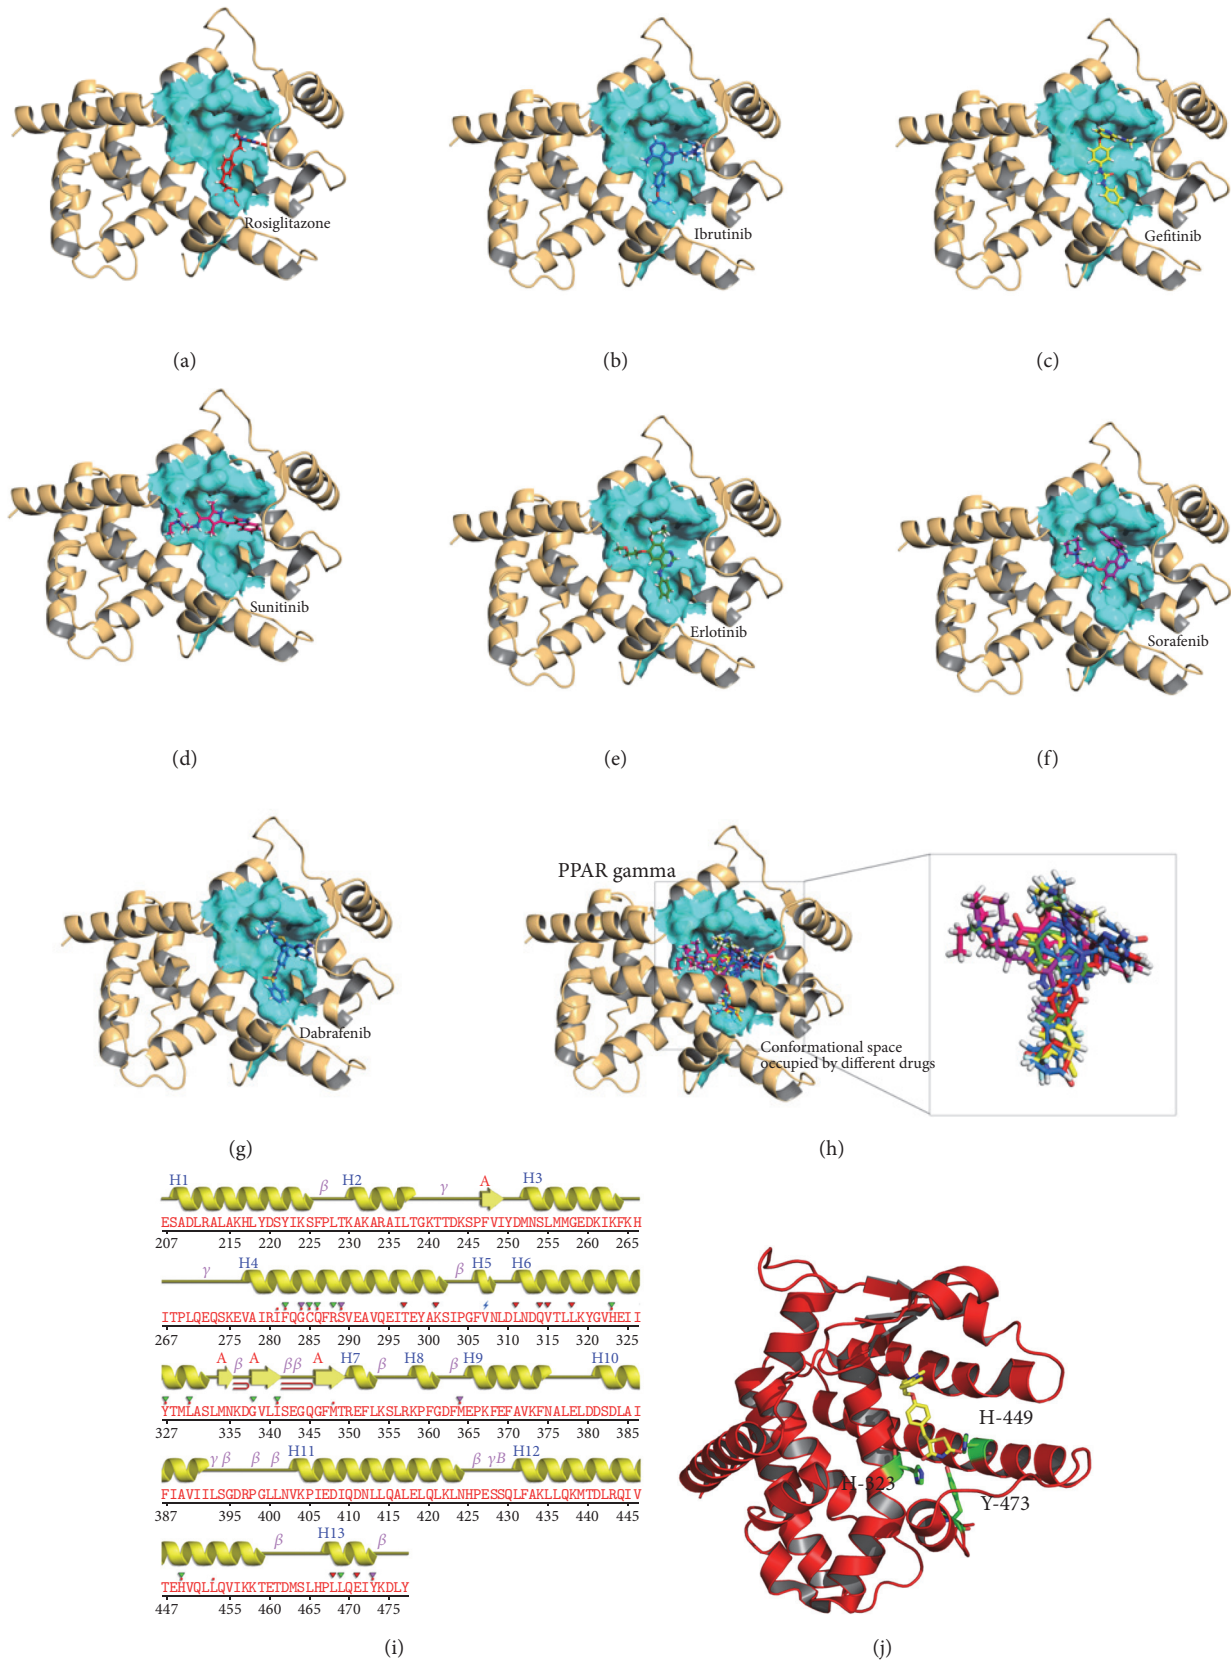 Rosiglitazone
Ibrutinib
Gefitinib
(a)
(b)
(c)
Sunitinib
Erlotinib
Sorafenib
(d)
(e)
(f)
Dabrafenib
PPAR gamma
Conformational space
occupied by different drugs
(g)
(h)
H1 β H2 γ A H3
ESADLRALAKHLYDSYIKSFPLTKAKARAILTGKTTDKSPFVIYDMNSLMMGEDKIKFKH
207 215 220 225 230 235 240 245 250 255 260 265
γ H4 β H5 H6
ITPLQEQSKEVAIRIFQGCQFRSVEAVQEITEYAKSIPGFVNLDLNDQVTLLKYGVHEII
267 275 280 285 290 295 300 305 310 315 320 325
A β A ββ A H7 β H8 β H9 H10
YTMLASLMNKDGVLISEGQGFMTREFLKSLRKPFGDFMEPKFEFAVKFNALELDDSDLAI
327 335 340 345 350 355 360 365 370 375 380 385
γ β β β H11 β γB H12
FIAVIILSGDRPGLLNVKPIEDIQDNLLQALELQLKLNHPESSQLFAKLLQKMTDLRQIV
387 395 400 405 410 415 420 425 430 435 440 445
β H13 β
TEHVQLLQVIKKTETDMSLHPLLQEIYKDLY
447 455 460 465 470 475
(i)
H-449
H-323
Y-473
(j)